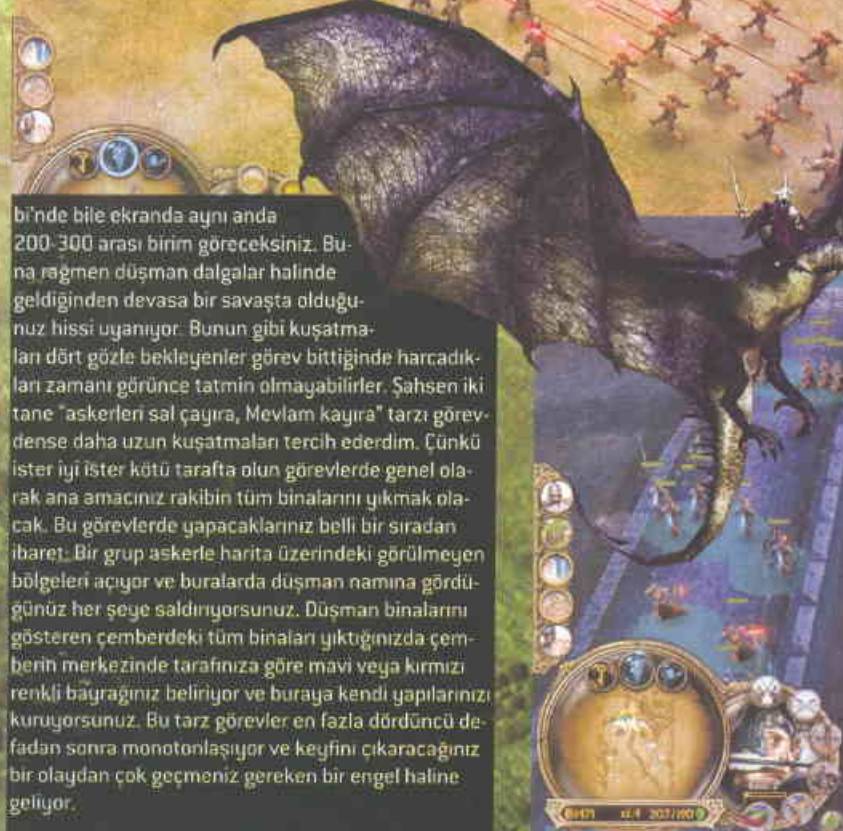 bi'nde bile ekranda aynı anda
200-300 arası birim göreceksiniz. Bu-
na rağmen düşman dalgalar halinde
geldiğinden devasa bir savaşta olduğu-
nuz hissi uyanıyor. Bunun gibi kuşatma-
ları dört gözle bekleyenler görev bittiğinde harcadık-
ları zamanı görünce tatmin olmayabilirler. Şahsen iki
tane "askerleri sal çayıra, Mevlam kayıra" tarzı görev-
dense daha uzun kuşatmaları tercih ederdim. Çünkü
ister iyi ister kötü tarafta olun görevlerde genel ola-
rak ana amacınız rakibin tüm binalarını yıkmak ola-
cak. Bu görevlerde yapacaklarınız belli bir sıradan
ibaret: Bir grup askerle harita üzerindeki görülmeyen
bölgeleri açıyor ve buralarda düşman namına gördü-
ğünüz her şeye saldırıyorsunuz. Düşman binalarını
gösteren çemberdeki tüm binaları yıktığınızda çem-
berin merkezinde tarafınıza göre mavi veya kırmızı
renkli bayrağınız beliriyor ve buraya kendi yapılarınızı
kuruyorsunuz. Bu tarz görevler en fazla dördüncü de-
fadan sonra monotonlaşıyor ve keyfini çıkaracağınız
bir olaydan çok geçmeniz gereken bir engel haline
geliyor.